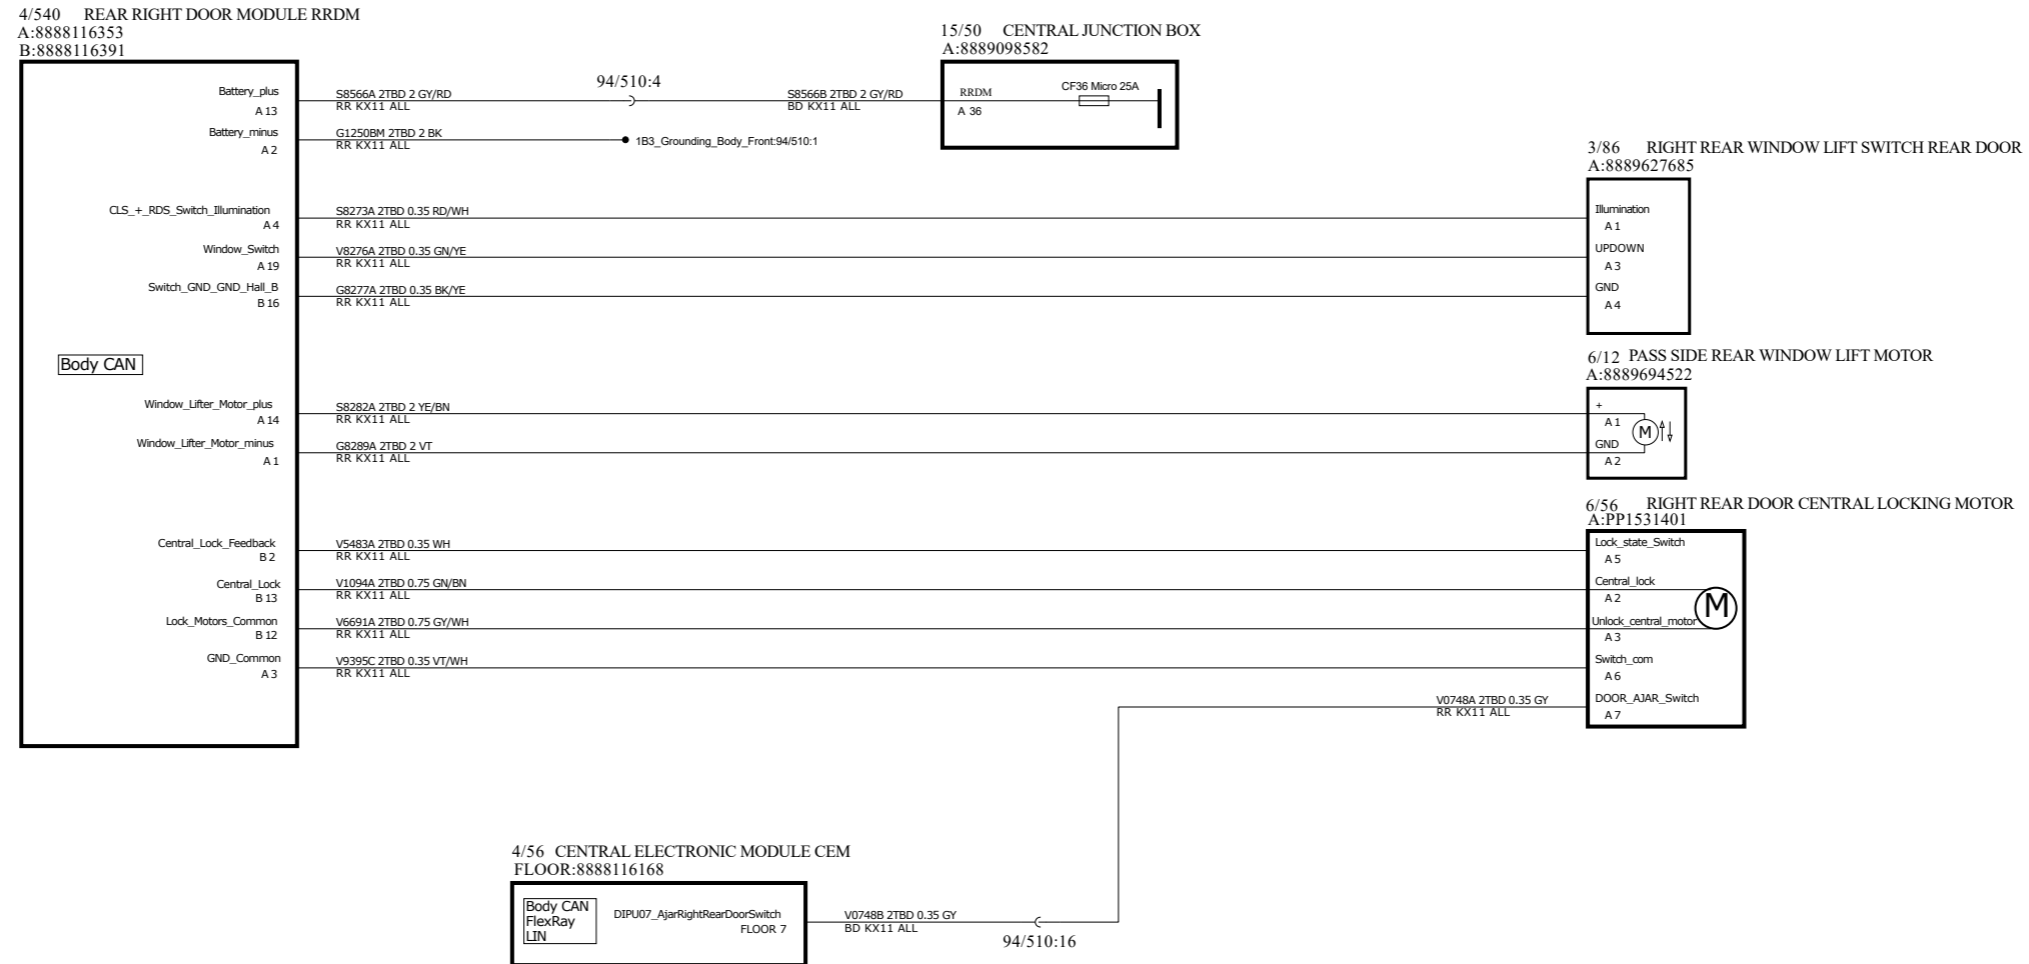 4/540 REAR RIGHT DOOR MODULE RRDM
A:8888116353
B:8888116391
Battery_plus
A 13
Battery_minus
A 2
CLS_+_RDS_Switch_Illumination
A 4
Window_Switch
A 19
Switch_GND_GND_Hall_B
B 16
Body CAN
Window_Lifter_Motor_plus
A 14
Window_Lifter_Motor_minus
A 1
Central_Lock_Feedback
B 2
Central_Lock
B 13
Lock_Motors_Common
B 12
GND_Common
A 3
S8566A 2TBD 2 GY/RD
RR KX11 ALL
94/510:4
S8566B 2TBD 2 GY/RD
BD KX11 ALL
G1250BM 2TBD 2 BK
RR KX11 ALL
1B3_Grounding_Body_Front:94/510:1
15/50 CENTRAL JUNCTION BOX
A:8889098582
RRDM
A 36
CF36 Micro 25A
S8273A 2TBD 0.35 RD/WH
RR KX11 ALL
V8276A 2TBD 0.35 GN/YE
RR KX11 ALL
G8277A 2TBD 0.35 BK/YE
RR KX11 ALL
3/86 RIGHT REAR WINDOW LIFT SWITCH REAR DOOR
A:8889627685
Illumination
A 1
UPDOWN
A 3
GND
A 4
S8282A 2TBD 2 YE/BN
RR KX11 ALL
G8289A 2TBD 2 VT
RR KX11 ALL
6/12 PASS SIDE REAR WINDOW LIFT MOTOR
A:8889694522
+
A 1
M
GND
A 2
V5483A 2TBD 0.35 WH
RR KX11 ALL
V1094A 2TBD 0.75 GN/BN
RR KX11 ALL
V6691A 2TBD 0.75 GY/WH
RR KX11 ALL
V9395C 2TBD 0.35 VT/WH
RR KX11 ALL
V0748A 2TBD 0.35 GY
RR KX11 ALL
6/56 RIGHT REAR DOOR CENTRAL LOCKING MOTOR
A:PP1531401
Lock_state_Switch
A 5
Central_lock
A 2
M
Unlock_central_motor
A 3
Switch_com
A 6
DOOR_AJAR_Switch
A 7
4/56 CENTRAL ELECTRONIC MODULE CEM
FLOOR:8888116168
Body CAN
FlexRay
LIN
DIPU07_AjarRightRearDoorSwitch
FLOOR 7
V0748B 2TBD 0.35 GY
BD KX11 ALL
94/510:16